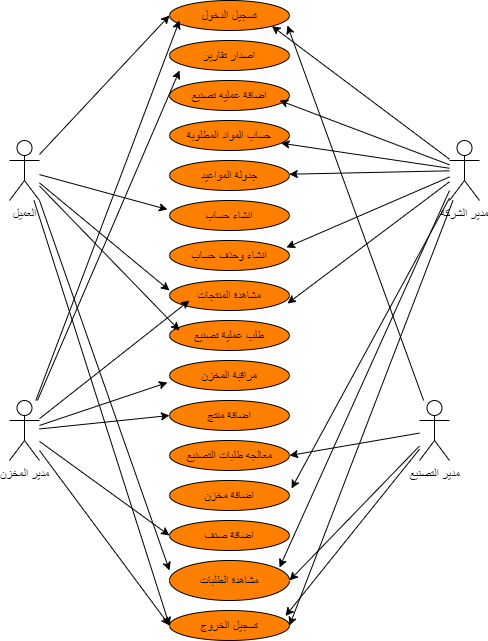 تسجيل الدخول
اصدار تقارير
اضافة عمليه تصنيع
حساب المواد المطلوبة
جدولة المواعيد
انشاء حساب
انشاء وحذف حساب
مشاهدة المنتجات
طلب عملية تصنيع
مراقبة المخزن
اضافة منتج
معالجه طلبات التصنيع
اضافة مخزن
اضافة صنف
مشاهدة الطلبات
تسجيل الخروج
مدير الشركة
العميل
مدير التصنيع
مدير المخزن